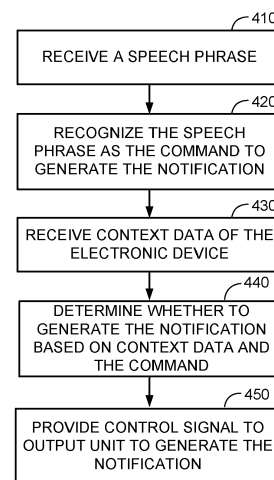 410
RECEIVE A SPEECH PHRASE
420
RECOGNIZE THE SPEECH
PHRASE AS THE COMMAND TO
GENERATE THE NOTIFICATION
430
RECEIVE CONTEXT DATA OF THE
ELECTRONIC DEVICE
440
DETERMINE WHETHER TO
GENERATE THE NOTIFICATION
BASED ON CONTEXT DATA AND
THE COMMAND
450
PROVIDE CONTROL SIGNAL TO
OUTPUT UNIT TO GENERATE THE
NOTIFICATION